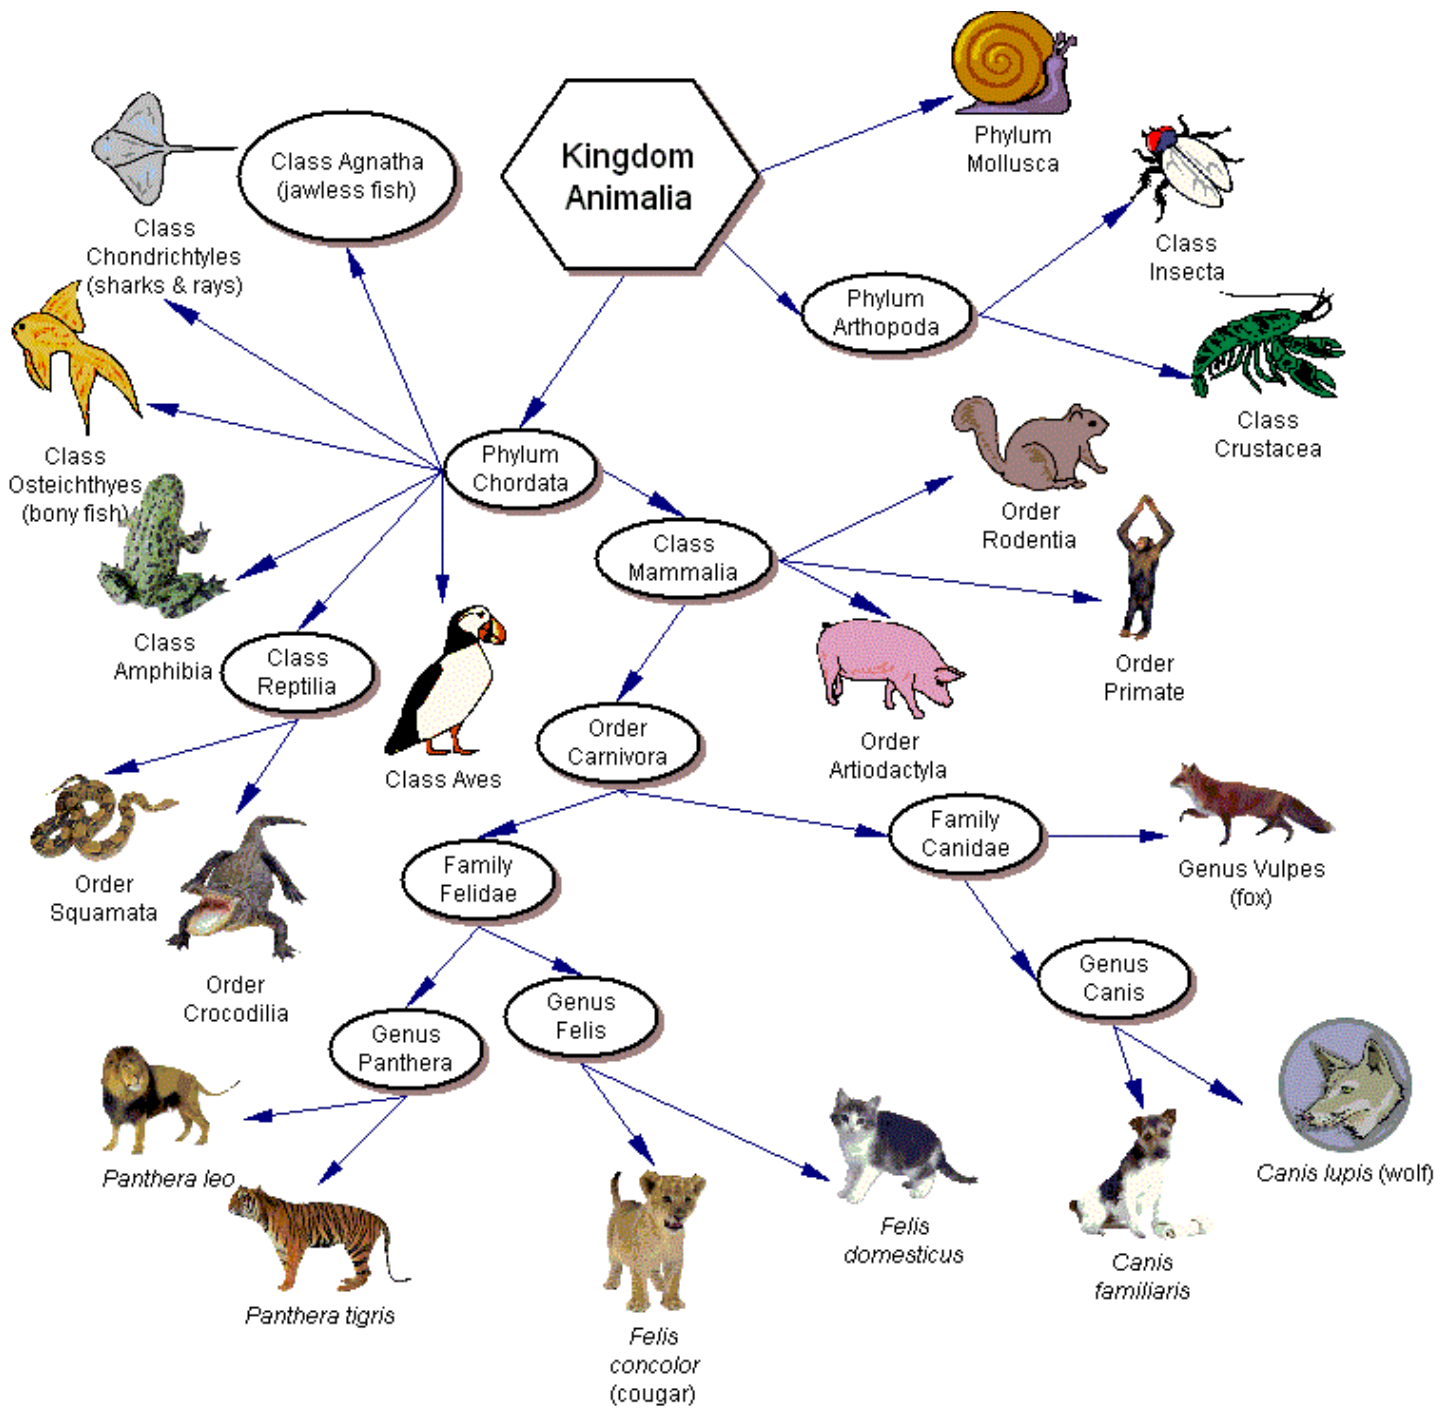 Kingdom
Animalia
Phylum
Mollusca
Class Agnatha
(jawless fish)
Class
Chondrichtyles
(sharks & rays)
Class
Insecta
Phylum
Arthopoda
Class
Crustacea
Class
Osteichthyes
(bony fish)
Phylum
Chordata
Order
Rodentia
Class
Mammalia
Class
Amphibia
Class
Reptilia
Order
Primate
Class Aves
Order
Carnivora
Order
Artiodactyla
Order
Squamata
Order
Crocodilia
Family
Felidae
Family
Canidae
Genus Vulpes
(fox)
Genus
Panthera
Genus
Felis
Genus
Canis
Panthera leo
Panthera tigris
Felis
concolor
(cougar)
Felis
domesticus
Canis
familiaris
Canis lupis (wolf)